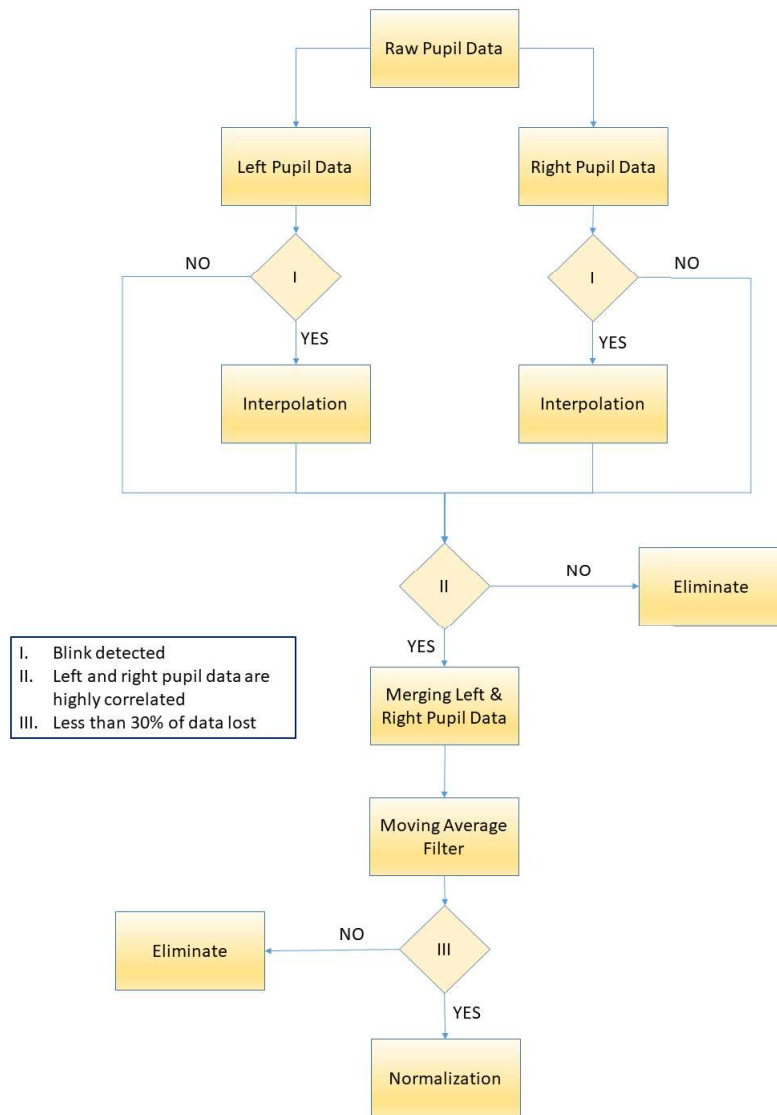 Raw Pupil Data
Left Pupil Data
Right Pupil Data
NO
I
I
NO
YES
YES
Interpolation
Interpolation
II
NO
Eliminate
YES
I. Blink detected
II. Left and right pupil data are
highly correlated
III. Less than 30% of data lost
Merging Left &
Right Pupil Data
Moving Average
Filter
Eliminate
NO
III
YES
Normalization